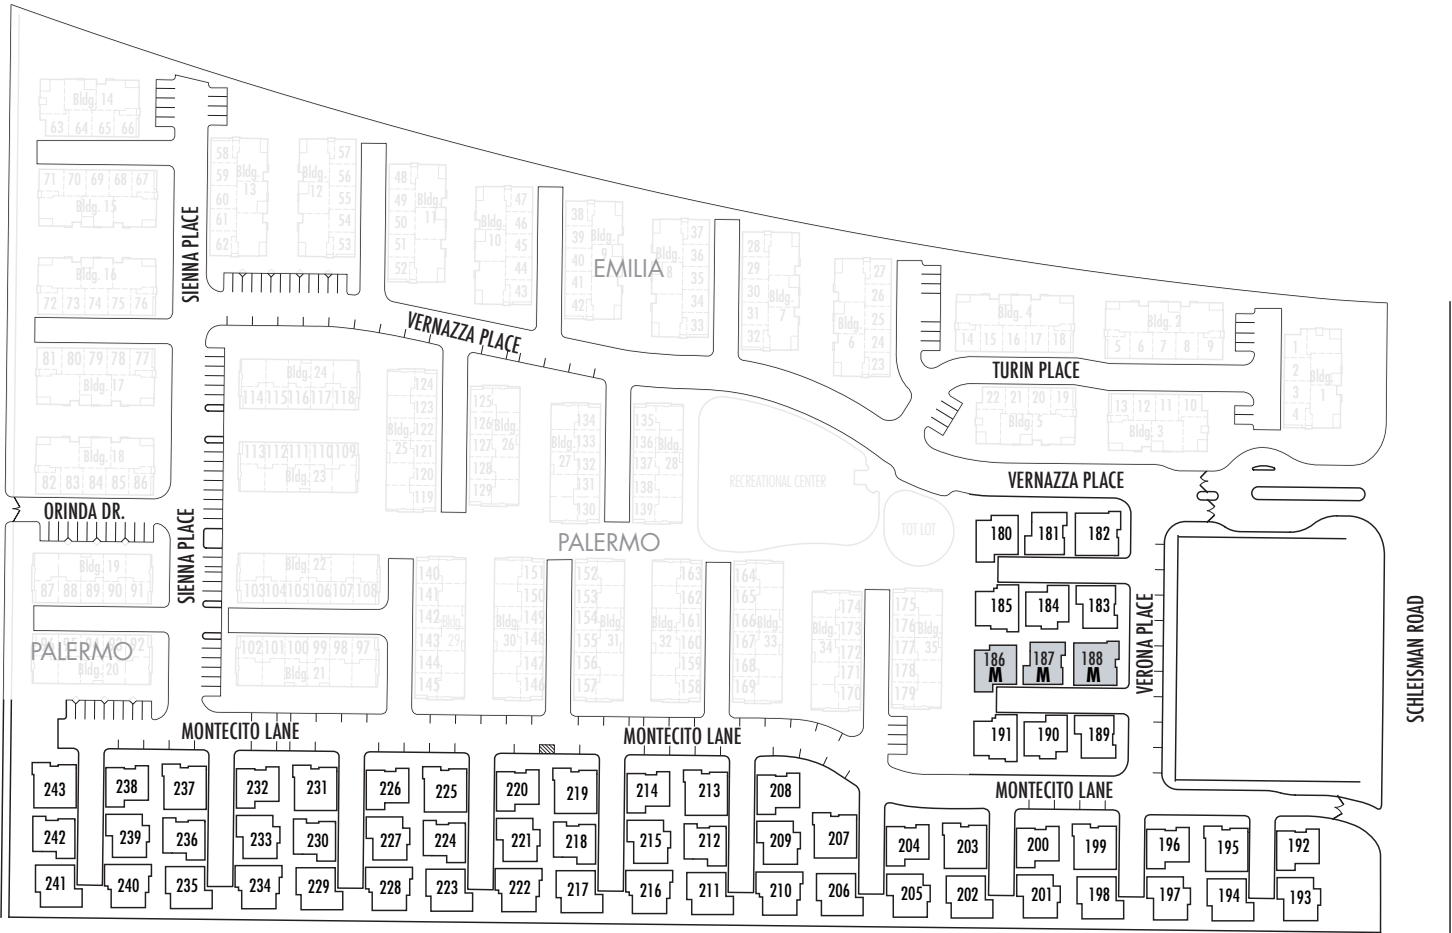 Bldg. 14
63 64 65 66
71 70 69 68 67
Bldg. 15
Bldg. 16
72 73 74 75 76
81 80 79 78 77
Bldg. 17
Bldg. 18
82 83 84 85 86
ORINDA DR.
Bldg. 19
87 88 89 90 91
PALERMO
Bldg. 20
SIENNA PLACE
SIENNA PLACE
58
59
60
61
62
Bldg. 13
57
56
55
54
53
Bldg. 12
48
49
50
51
52
Bldg. 11
47
46
45
44
43
Bldg. 10
38
39
40
41
42
Bldg. 9
EMILIA
37
36
35
34
33
Bldg. 8
28
29
30
31
32
Bldg. 7
27
26
25
24
23
Bldg. 6
Bldg. 4
14 15 16 17 18
Bldg. 2
5 6 7 8 9
1
2
3
4
Bldg. 1
TURIN PLACE
22 21 20 19
Bldg. 5
13 12 11 10
Bldg. 3
VERNAZZA PLACE
VERNAZZA PLACE
Bldg. 24
114 115 116 117 118
113 112 111 110 109
Bldg. 23
124
123
122
121
120
119
Bldg. 25
125
126
127
128
129
Bldg. 26
134
133
132
131
130
Bldg. 27
135
136
137
138
139
Bldg. 28
RECREATIONAL CENTER
TOT LOT
PALERMO
Bldg. 22
103 104 105 106 107 108
102 101 100 99 98 97
Bldg. 21
140
141
142
143
144
145
Bldg. 29
151
150
149
148
147
146
Bldg. 30
152
153
154
155
156
157
Bldg. 31
163
162
161
160
159
158
Bldg. 32
164
165
166
167
168
169
Bldg. 33
174
173
172
171
170
Bldg. 34
175
176
177
178
179
Bldg. 35
180 181 182
185 184 183
186 187 188
M M M
191 190 189
VERONA PLACE
SCHLEISMAN ROAD
MONTECITO LANE
MONTECITO LANE
MONTECITO LANE
243 238 237 232 231 226 225 220 219 214 213 208
242 239 236 233 230 227 224 221 218 215 212 209 207 204 203 200 199 196 195 192
241 240 235 234 229 228 223 222 217 216 211 210 206 205 202 201 198 197 194 193